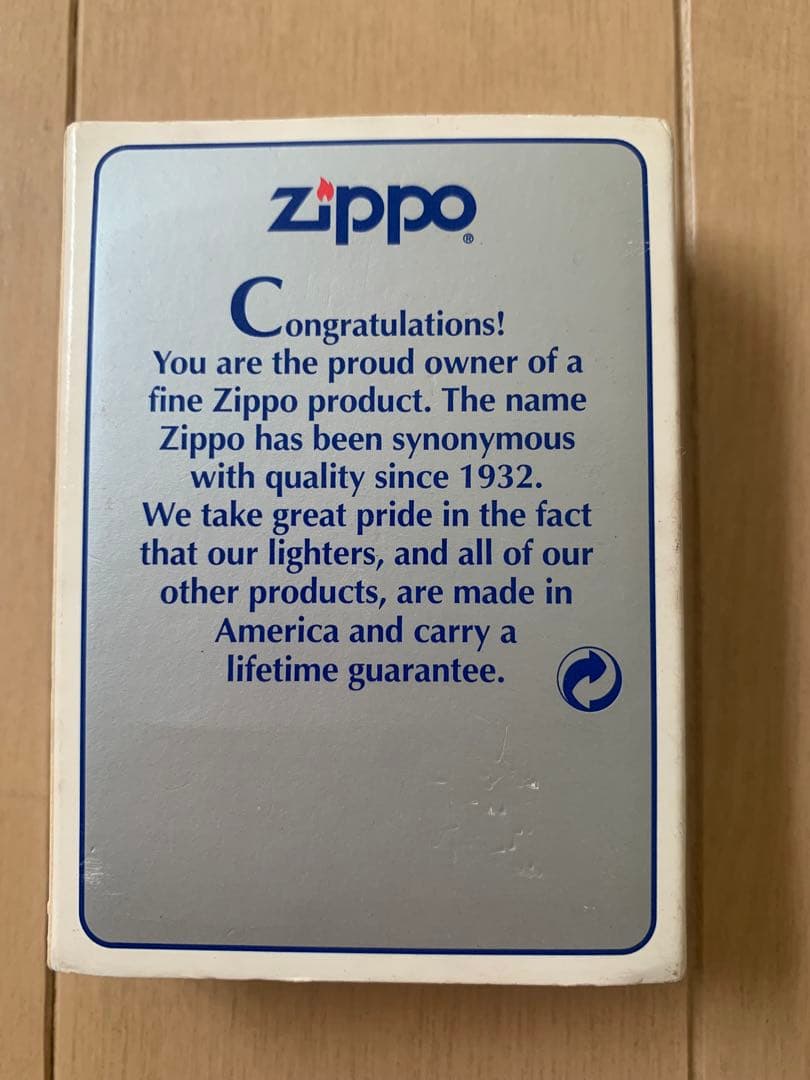 Zippo
®
Congratulations!
You are the proud owner of a
fine Zippo product. The name
Zippo has been synonymous
with quality since 1932.
We take great pride in the fact
that our lighters, and all of our
other products, are made in
America and carry a
lifetime guarantee.